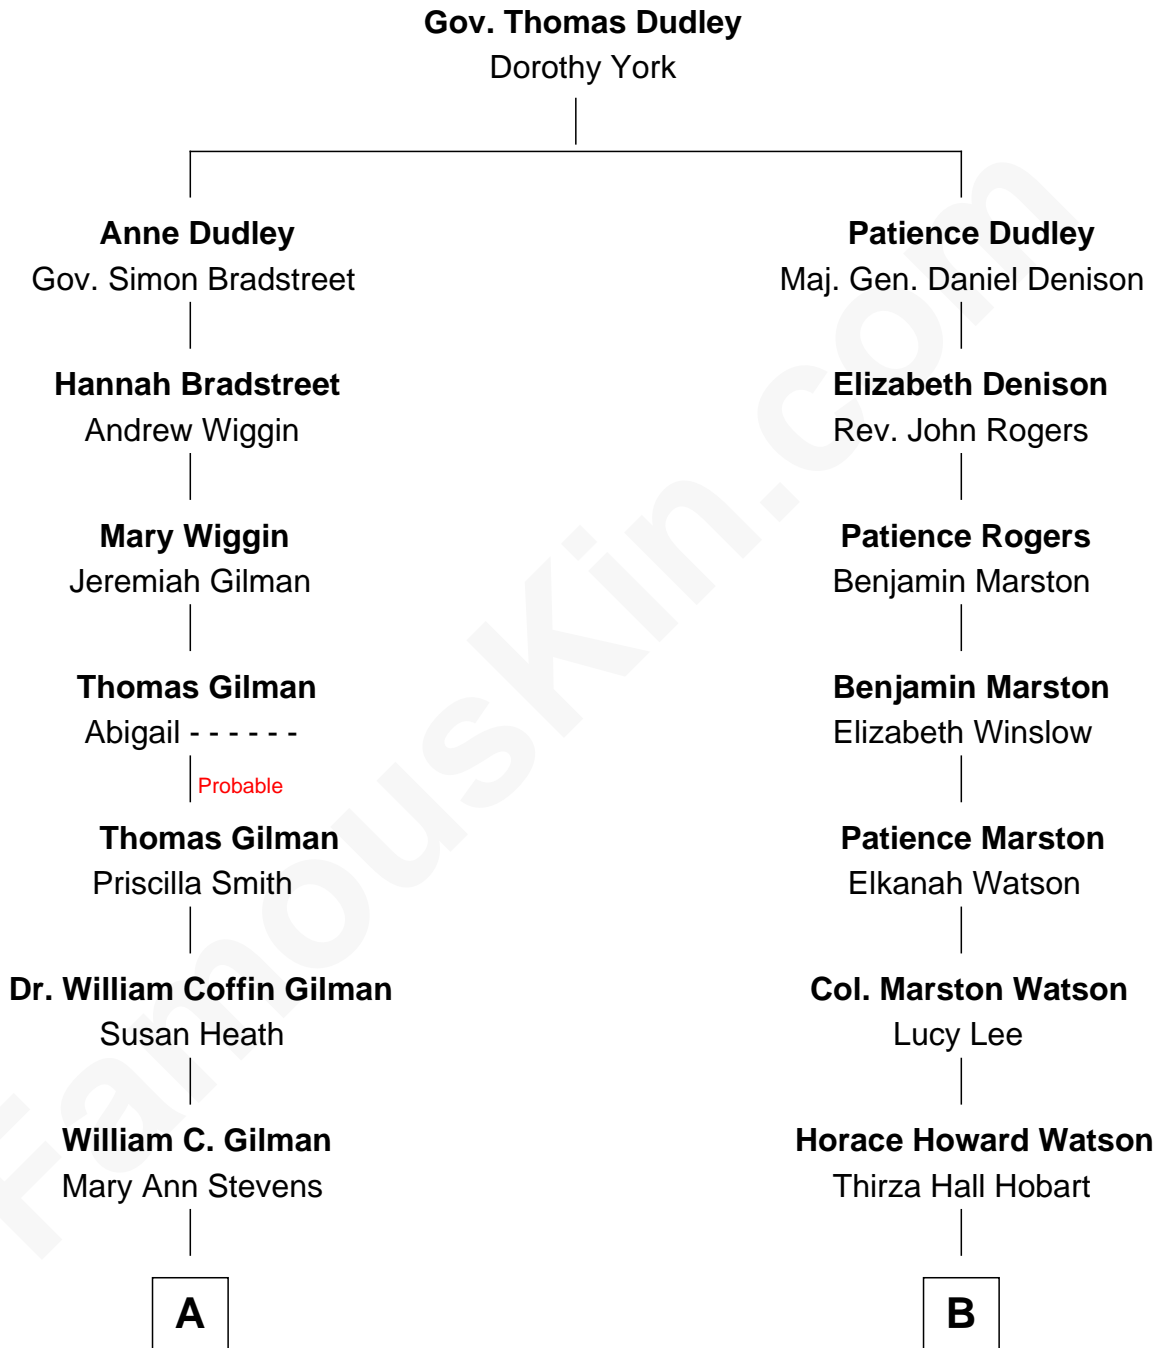 Gov. Thomas Dudley
Dorothy York
Anne Dudley
Gov. Simon Bradstreet
Hannah Bradstreet
Andrew Wiggin
Mary Wiggin
Jeremiah Gilman
Thomas Gilman
Abigail - - - - - -
Probable
Thomas Gilman
Priscilla Smith
Dr. William Coffin Gilman
Susan Heath
William C. Gilman
Mary Ann Stevens
A
Patience Dudley
Maj. Gen. Daniel Denison
Elizabeth Denison
Rev. John Rogers
Patience Rogers
Benjamin Marston
Benjamin Marston
Elizabeth Winslow
Patience Marston
Elkanah Watson
Col. Marston Watson
Lucy Lee
Horace Howard Watson
Thirza Hall Hobart
B
FamousKin.com